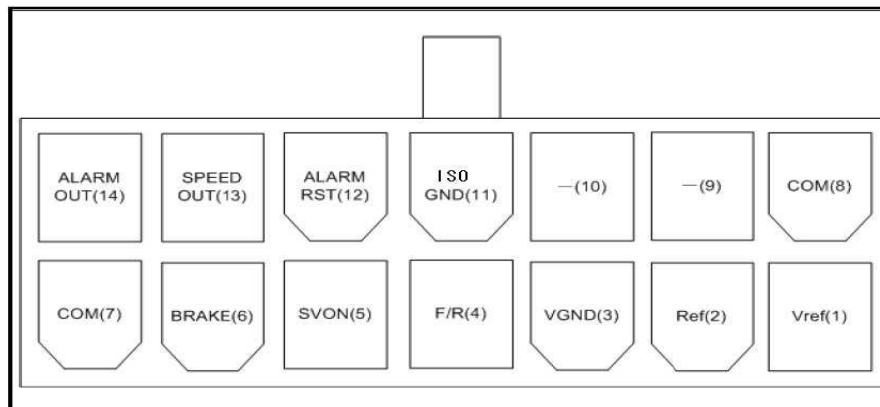 ALARM
OUT(14)
SPEED
OUT(13)
ALARM
RST(12)
ISO
GND(11)
—(10)
—(9)
COM(8)
COM(7)
BRAKE(6)
SVON(5)
F/R(4)
VGND(3)
Ref(2)
Vref(1)